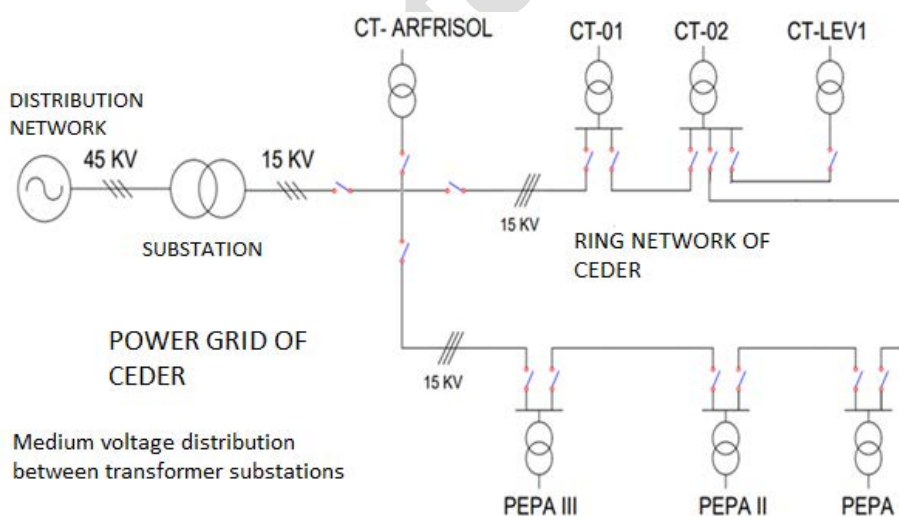 CT- ARFRISOL
CT-01
CT-02
CT-LEV1
DISTRIBUTION
NETWORK
45 KV
15 KV
SUBSTATION
15 KV
RING NETWORK OF
CEDER
POWER GRID OF
CEDER
15 KV
Medium voltage distribution
between transformer substations
PEPA III
PEPA II
PEPA